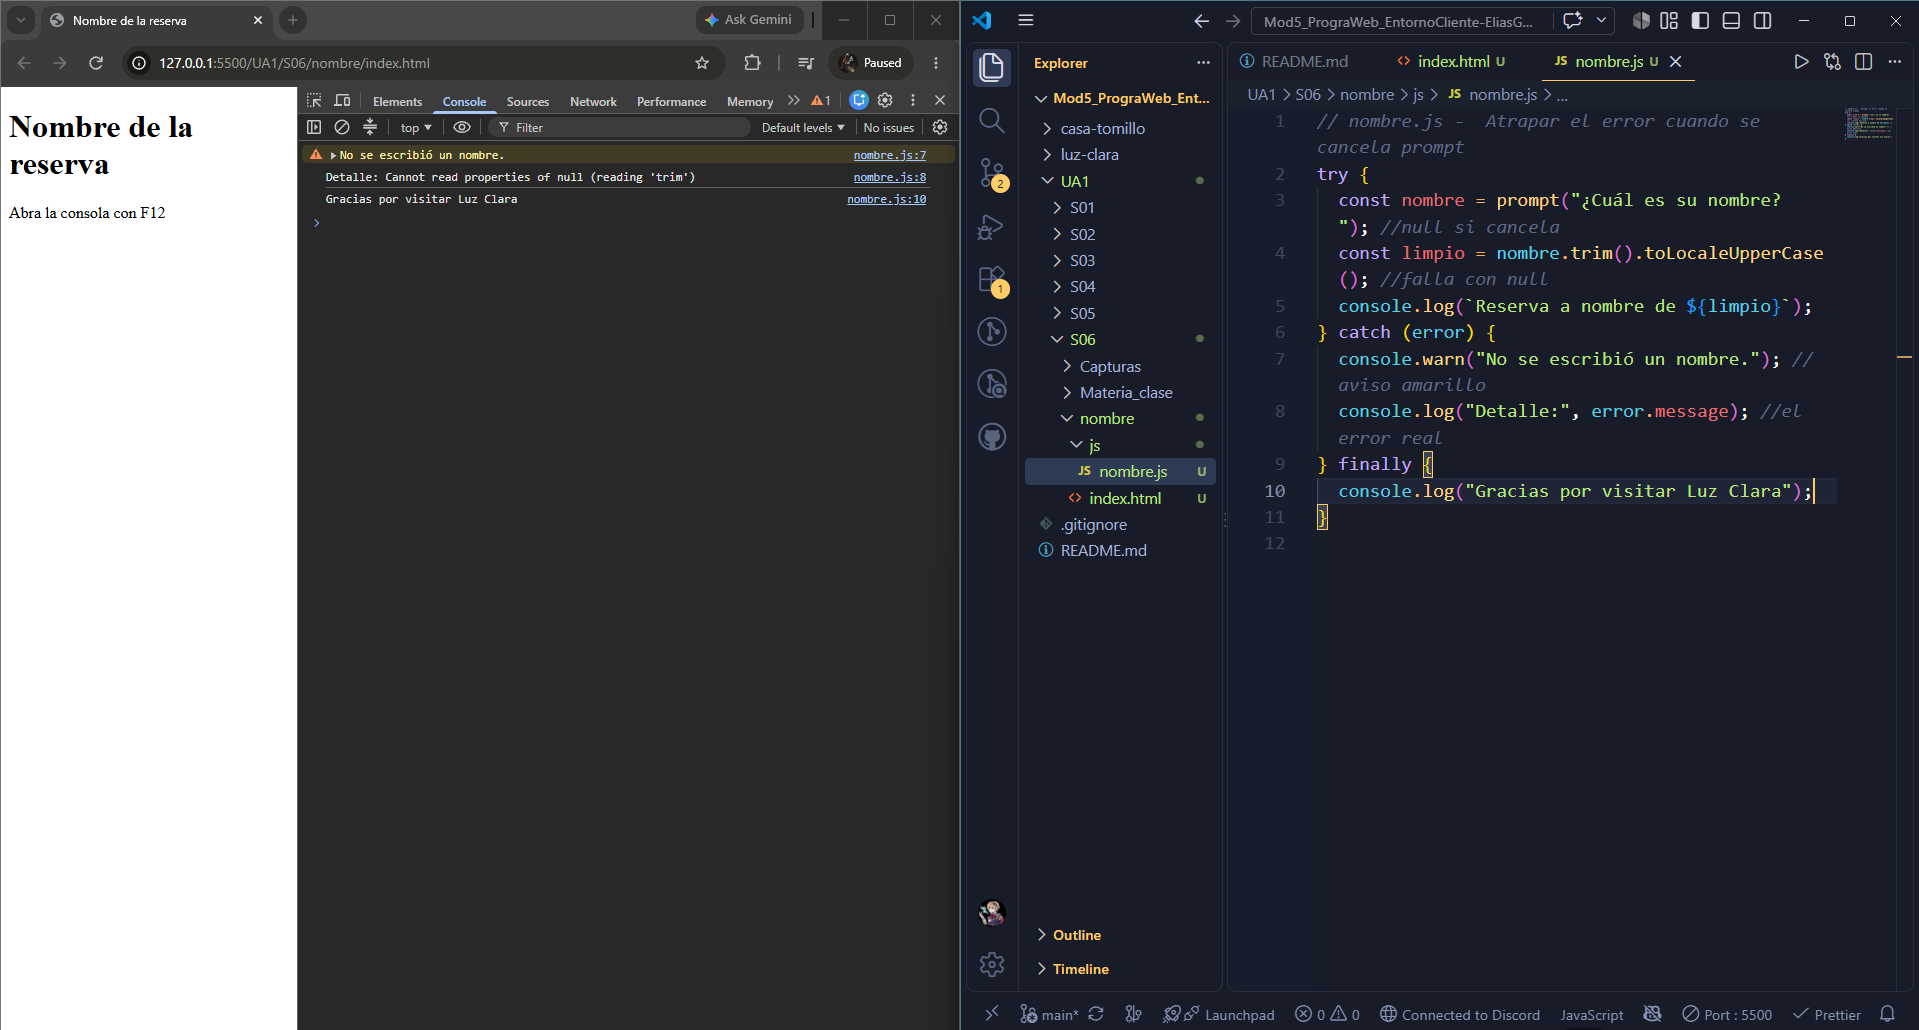 Nombre de la reserva
Ask Gemini
127.0.0.1:5500/UA1/S06/nombre/index.html
Paused
Nombre de la
reserva
Abra la consola con F12
Elements
Console
Sources
Network
Performance
Memory
1
top
Filter
Default levels
No issues
No se escribió un nombre.
nombre.js:7
Detalle: Cannot read properties of null (reading 'trim')
nombre.js:8
Gracias por visitar Luz Clara
nombre.js:10
Mod5_PrograWeb_EntornoCliente-EliasG...
Explorer
Mod5_PrograWeb_Ent...
casa-tomillo
luz-clara
UA1
S01
S02
S03
S04
S05
S06
Capturas
Materia_clase
nombre
js
JS nombre.js U
index.html U
.gitignore
README.md
Outline
Timeline
2
1
README.md
index.html U
JS nombre.js U
UA1 > S06 > nombre > js > JS nombre.js > ...
1 // nombre.js -  Atrapar el error cuando se
cancela prompt
2 try {
3 const nombre = prompt("¿Cuál es su nombre?
"); //null si cancela
4 const limpio = nombre.trim().toLocaleUpperCase
(); //falla con null
5 console.log(`Reserva a nombre de ${limpio}`);
6 } catch (error) {
7 console.warn("No se escribió un nombre."); //
aviso amarillo
8 console.log("Detalle:", error.message); //el
error real
9 } finally {
10 console.log("Gracias por visitar Luz Clara");
11 }
12
main*
Launchpad
0
0
Connected to Discord
JavaScript
Port : 5500
Prettier